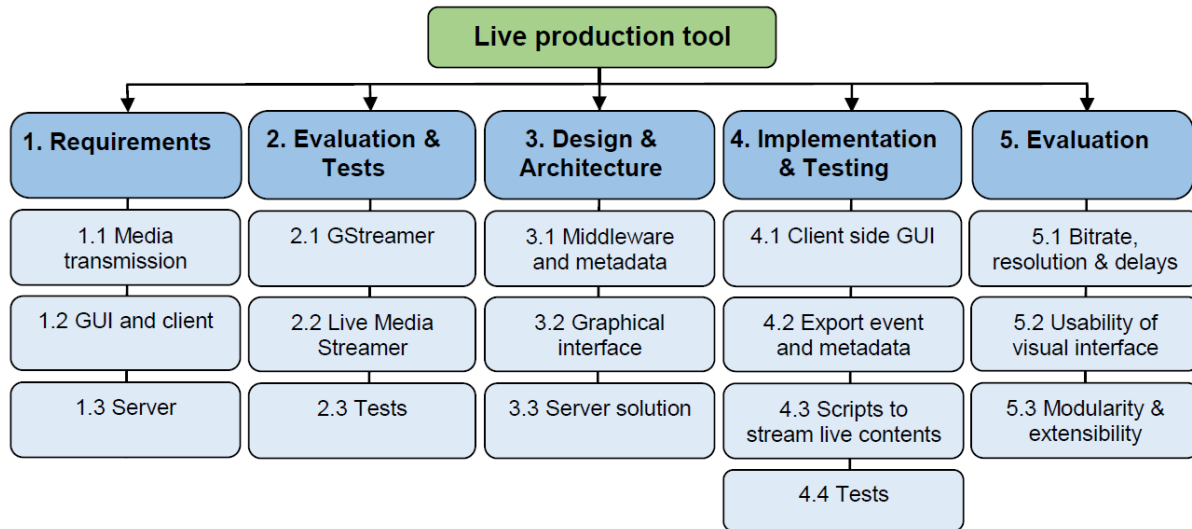 Live production tool
1. Requirements
2. Evaluation &
Tests
3. Design &
Architecture
4. Implementation
& Testing
5. Evaluation
1.1 Media
transmission
1.2 GUI and client
1.3 Server
2.1 GStreamer
2.2 Live Media
Streamer
2.3 Tests
3.1 Middleware
and metadata
3.2 Graphical
interface
3.3 Server solution
4.1 Client side GUI
4.2 Export event
and metadata
4.3 Scripts to
stream live contents
4.4 Tests
5.1 Bitrate,
resolution & delays
5.2 Usability of
visual interface
5.3 Modularity &
extensibility